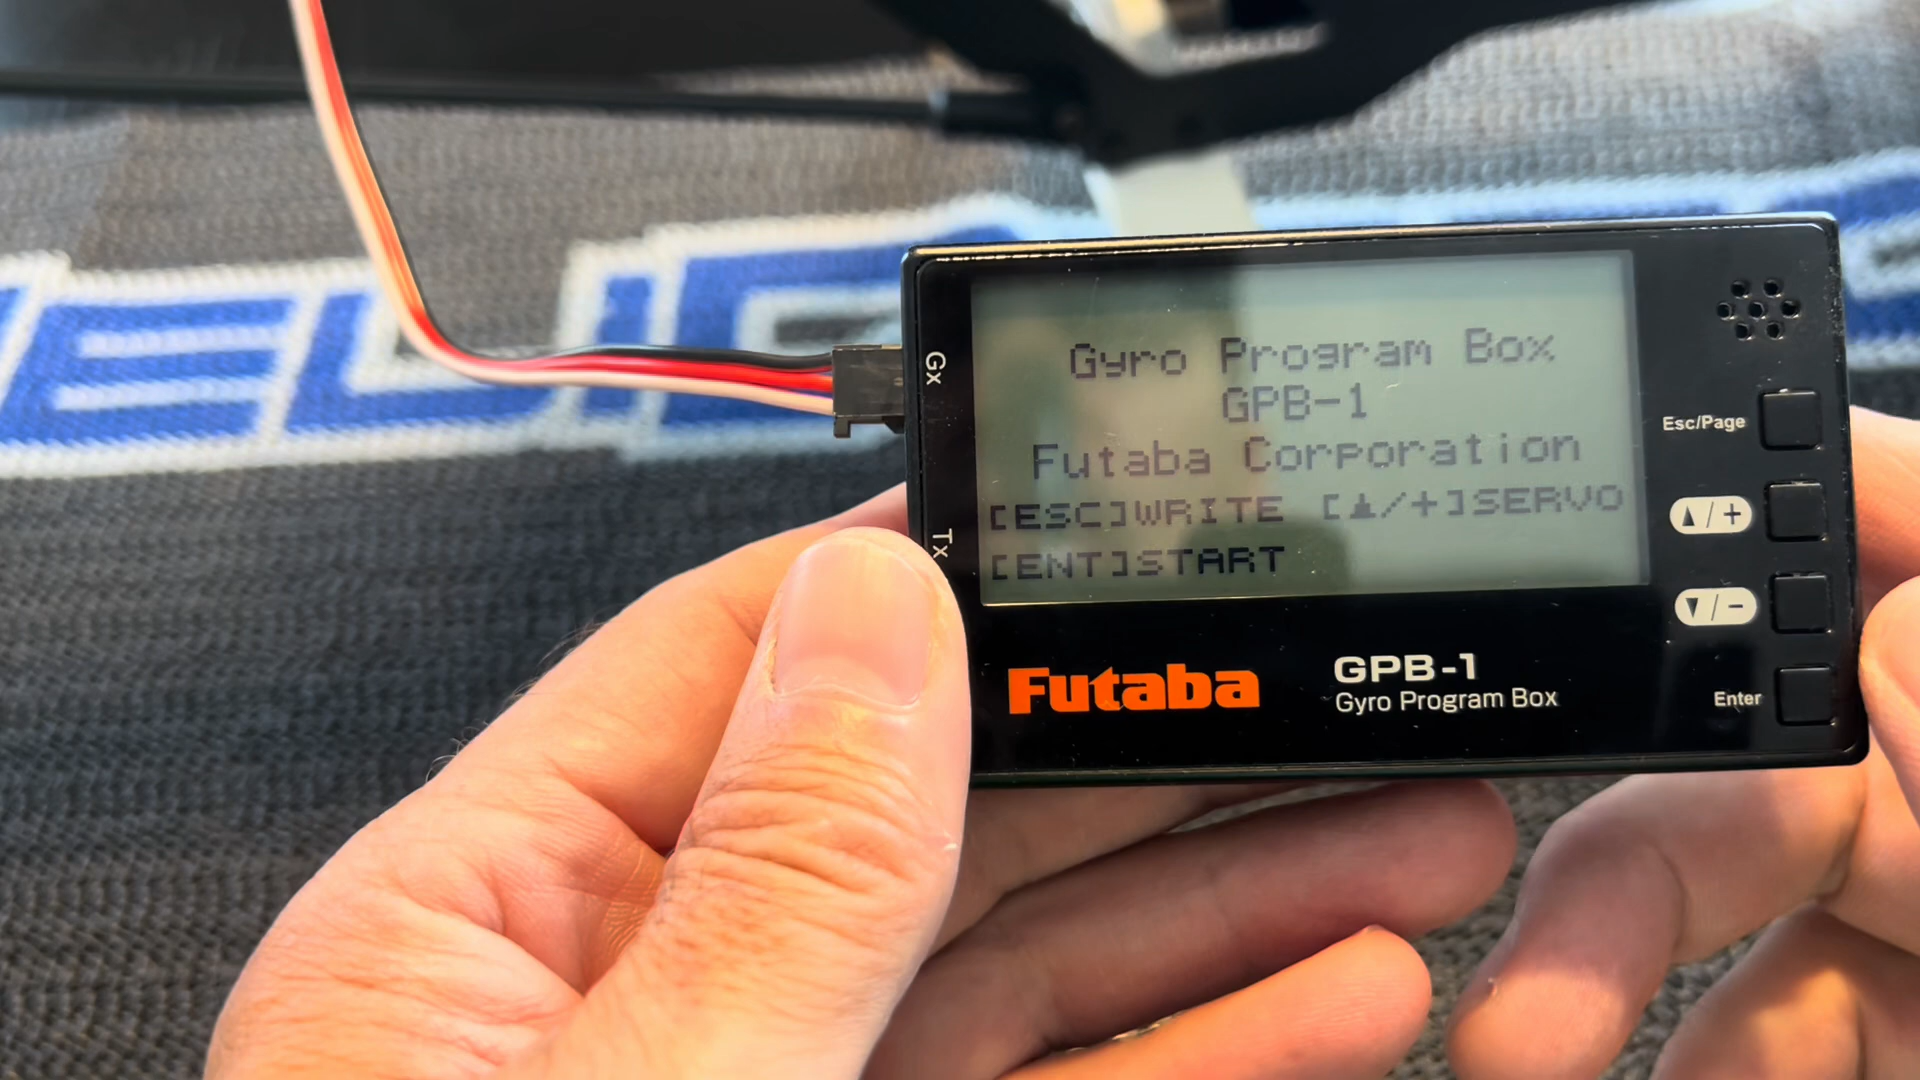 Gx
Tx
Gyro Program Box
GPB-1
Futaba Corporation
[ESC]WRITE [▲/+]SERVO
[ENT]START
Esc/Page
▲/+
▼/−
Enter
Futaba
GPB-1
Gyro Program Box